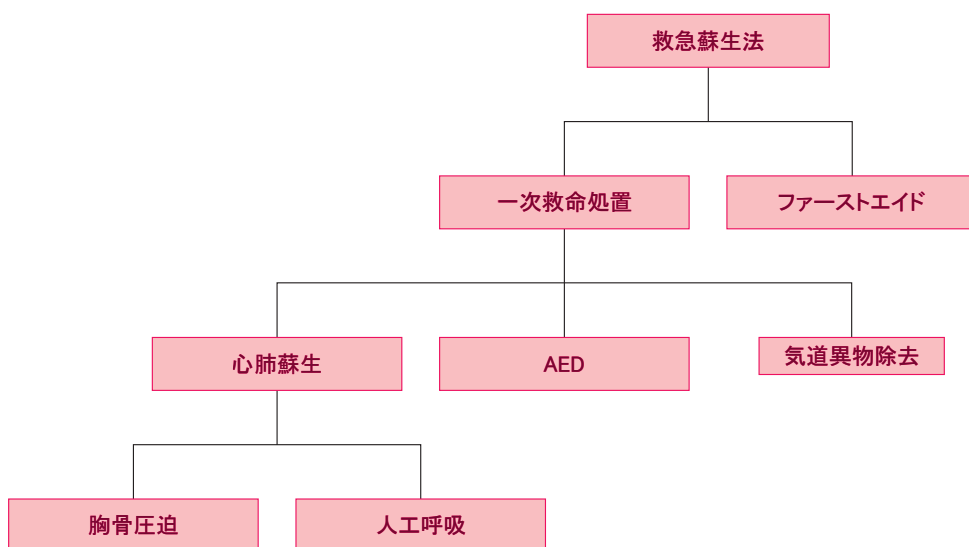 救急蘇生法
一次救命処置
ファーストエイド
心肺蘇生
AED
気道異物除去
胸骨圧迫
人工呼吸